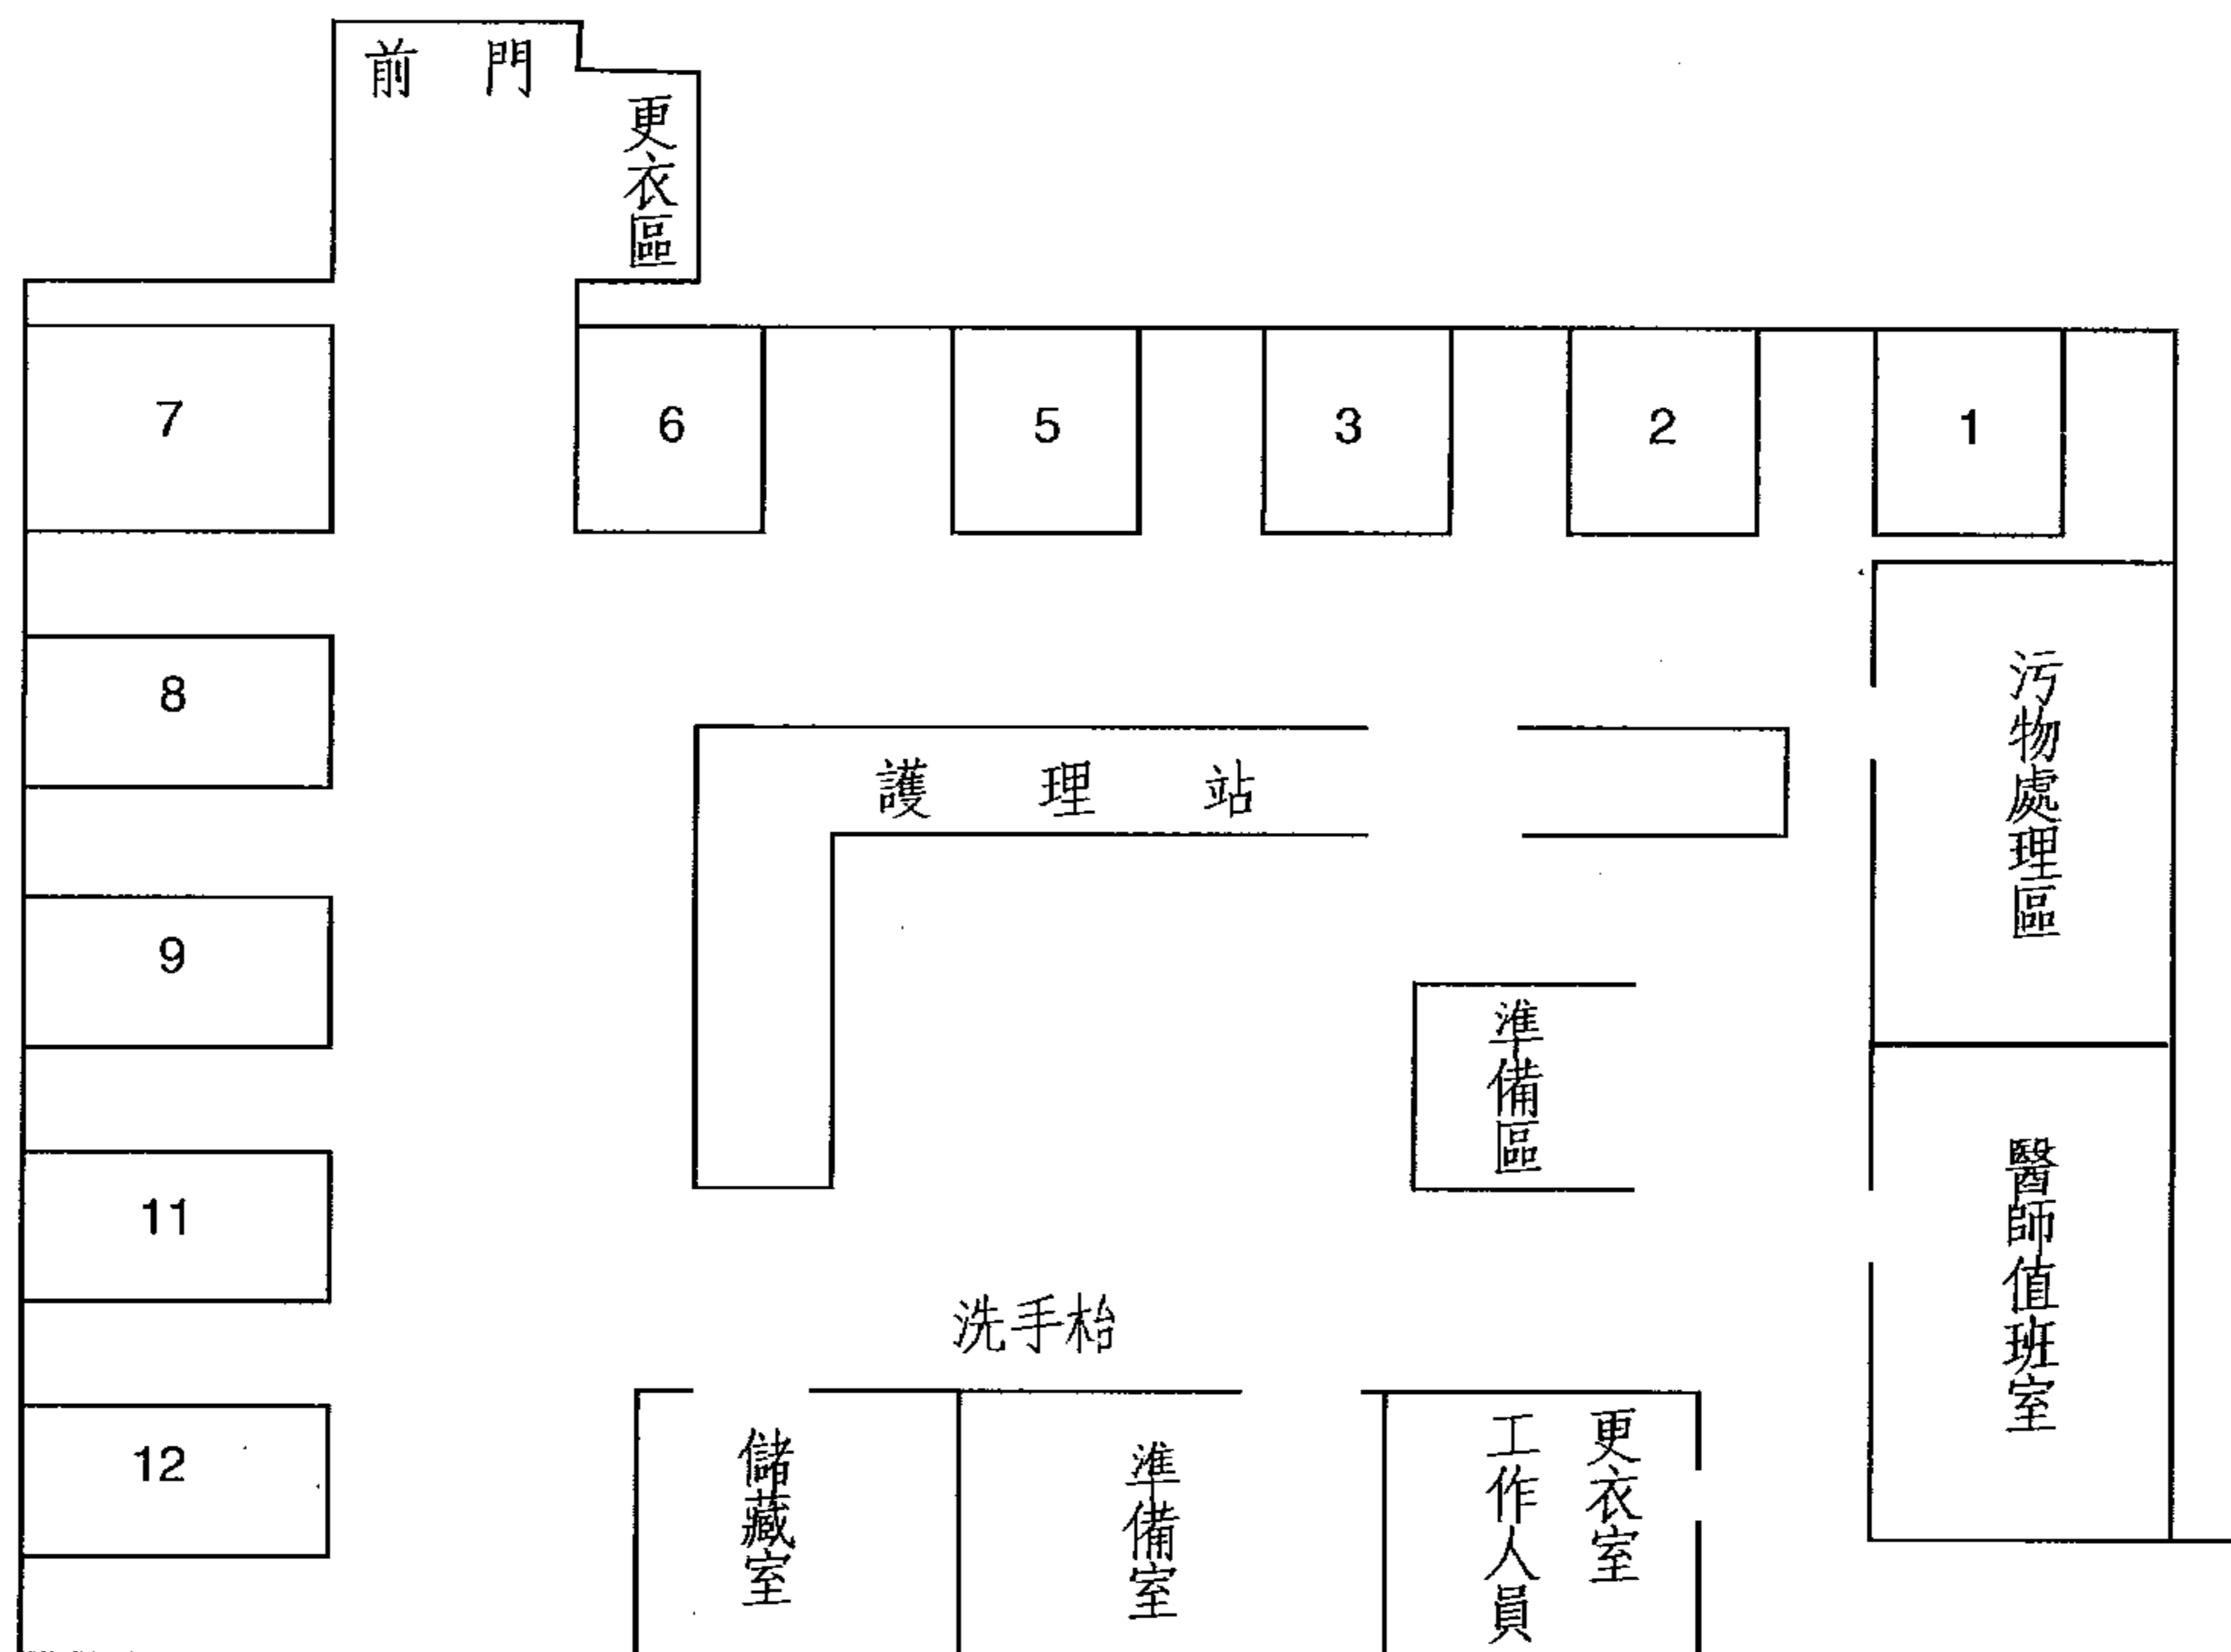 前門
更衣區
7
6
5
3
2
1
8
污物處理區
護理站
9
準備區
11
醫師值班室
洗手枱
12
儲藏室
準備室
更衣室
工作人員